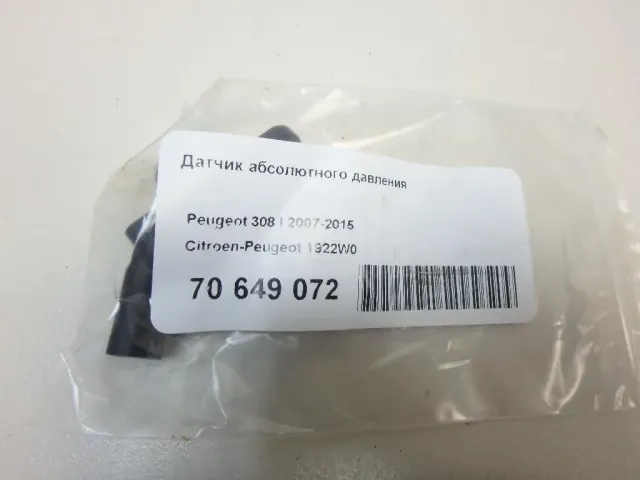 Датчик абсолютного давления
Peugeot 308 I 2007-2015
Citroen-Peugeot 1922W0
70 649 072